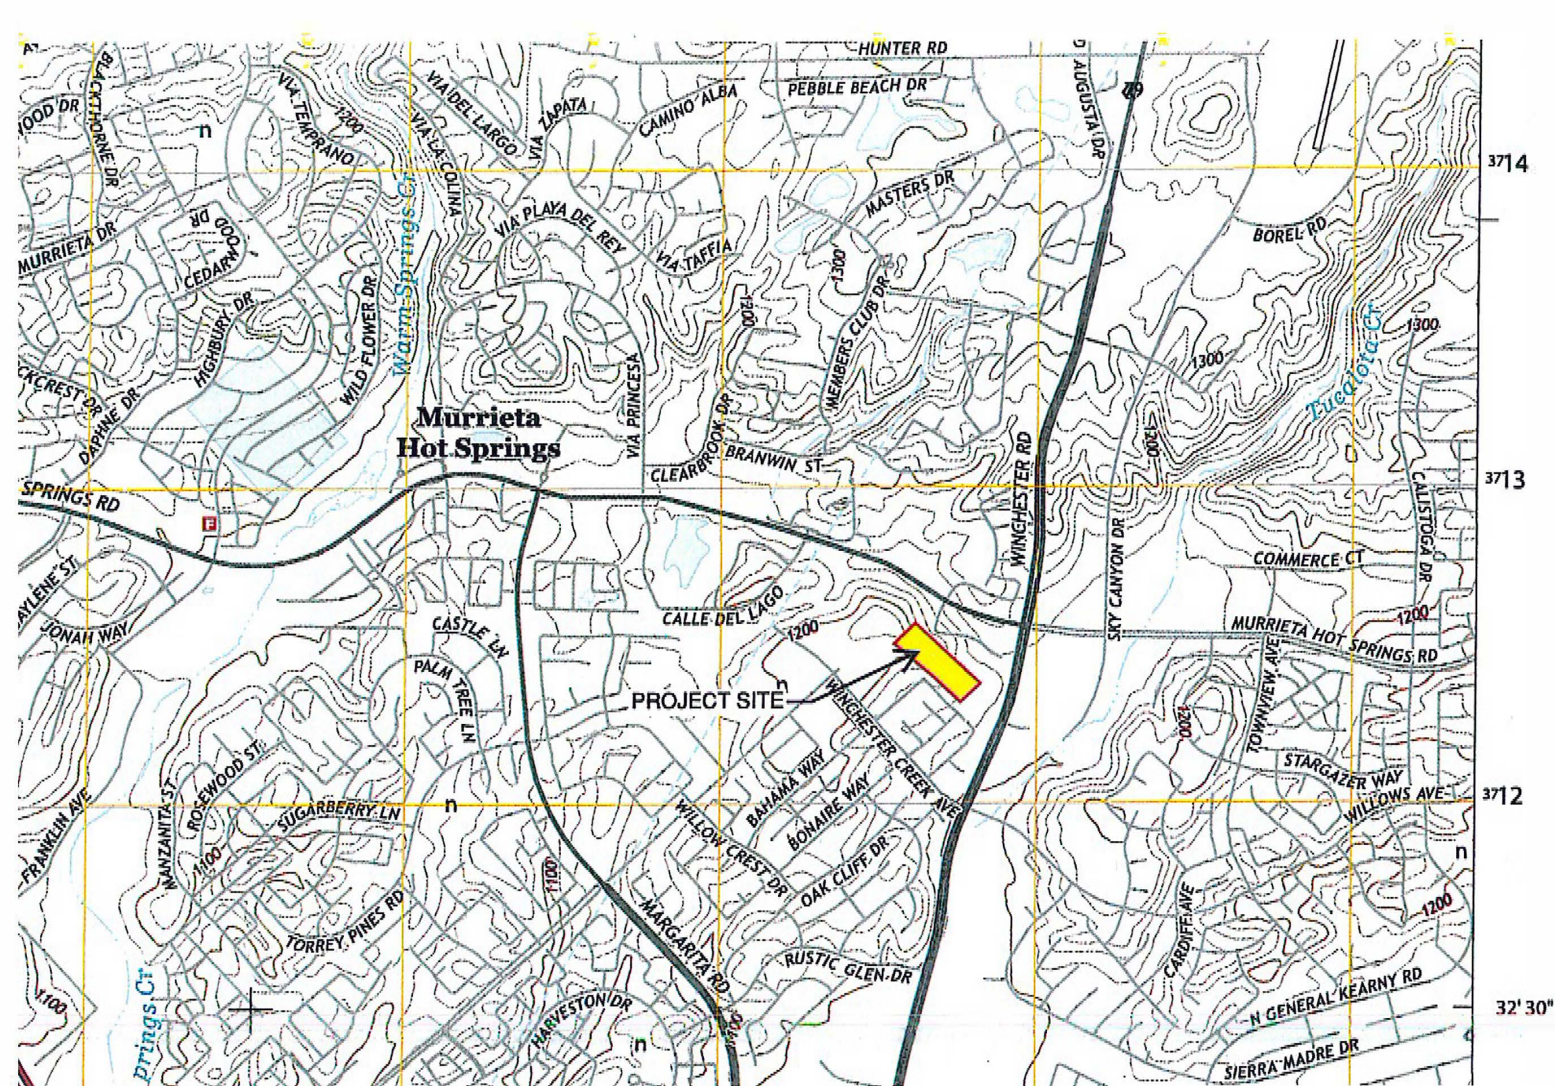 HUNTER RD
PEBBLE BEACH DR
CAMINO ALBA
VIA ZAPATA
VIA DEL LARGO
VIA LA COLINA
VIA TEMPRANO
1200
BLACKTHORNE DR
WOOD DR
n
AUGUSTA DR
79
3714
MASTERS DR
BOREL RD
VIA PLAYA DEL REY
VIA TAFFIA
MURRIETA DR
CEDARWOOD DR
Warm Springs Cr
1300
1200
MEMBERS CLUB DR
HIGHBURY DR
WILD FLOWER DR
Tucalota Cr
1300
1300
CKCREST DR
DAPHNE DR
VIA PRINCESA
Murrieta
Hot Springs
CLEARBROOK DR
BRANWIN ST
WINCHESTER RD
1200
3713
SPRINGS RD
F
CALISTOGA DR
SKY CANYON DR
COMMERCE CT
AYLENE ST
JONAH WAY
CASTLE LN
CALLE DEL LAGO
1200
1200
MURRIETA HOT SPRINGS RD
PALM TREE LN
n
PROJECT SITE
WINCHESTER CREEK AVE
1200
TOWNVIEW AVE
ROSEWOOD ST
BAHAMA WAY
BONAIRE WAY
STARGAZER WAY
WILLOWS AVE
3712
n
SUGARBERRY LN
MANZANITA ST
FRANKLIN AVE
1100
1100
WILLOW CREST DR
OAK CLIFF DR
n
1200
TORREY PINES RD
MARGARITA RD
CARDIFF AVE
RUSTIC GLEN DR
1100
prings Cr
HARVESTON DR
n
1100
N GENERAL KEARNY RD
32'30"
SIERRA MADRE DR